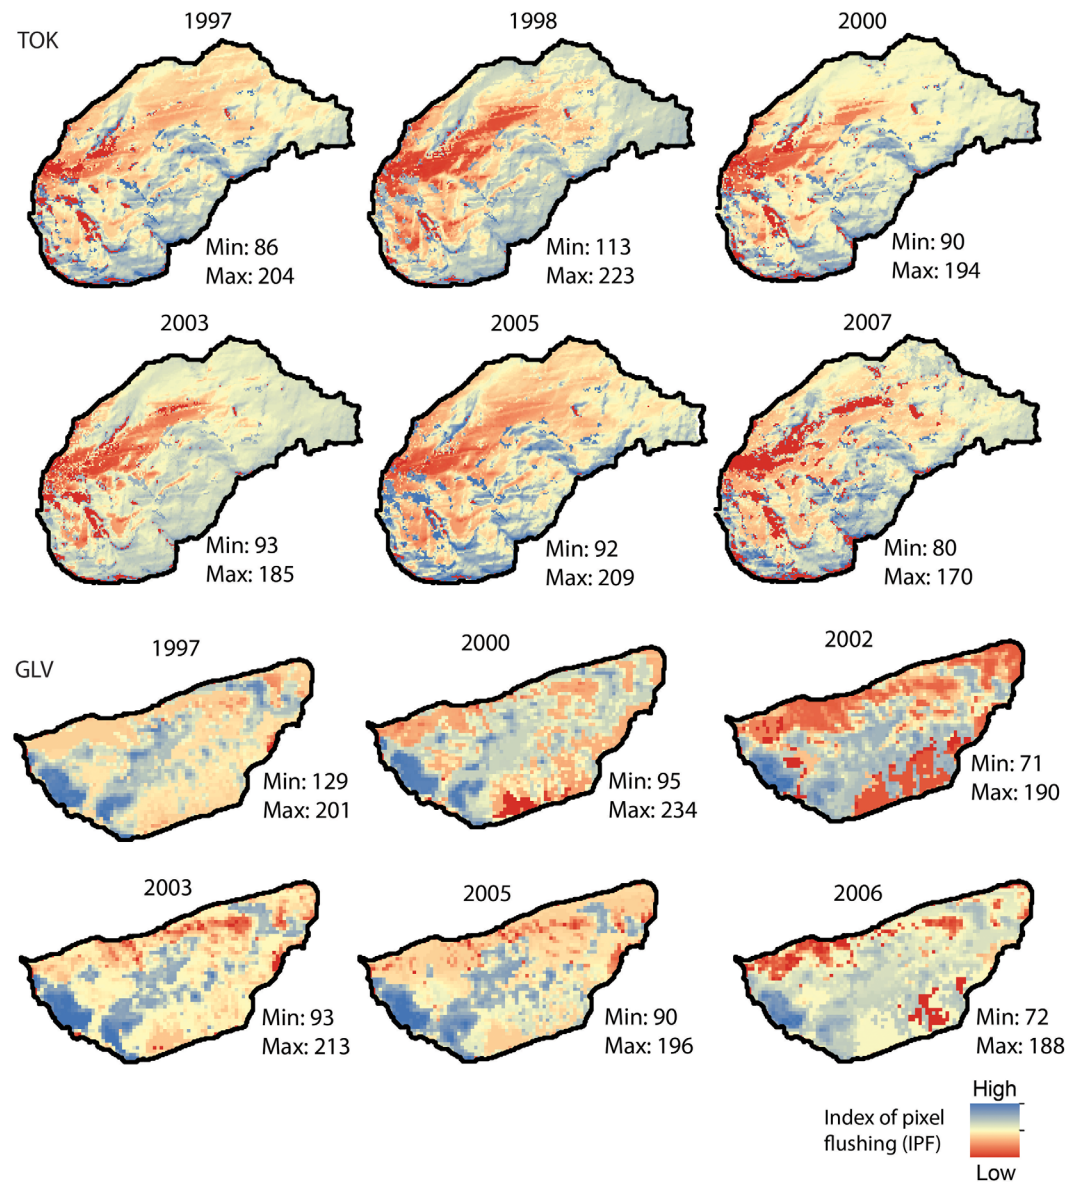 TOK
1997
1998
2000
Min: 86
Max: 204
Min: 113
Max: 223
Min: 90
Max: 194
2003
2005
2007
Min: 93
Max: 185
Min: 92
Max: 209
Min: 80
Max: 170
GLV
1997
2000
2002
Min: 129
Max: 201
Min: 95
Max: 234
Min: 71
Max: 190
2003
2005
2006
Min: 93
Max: 213
Min: 90
Max: 196
Min: 72
Max: 188
Index of pixel
flushing (IPF)
High
Low